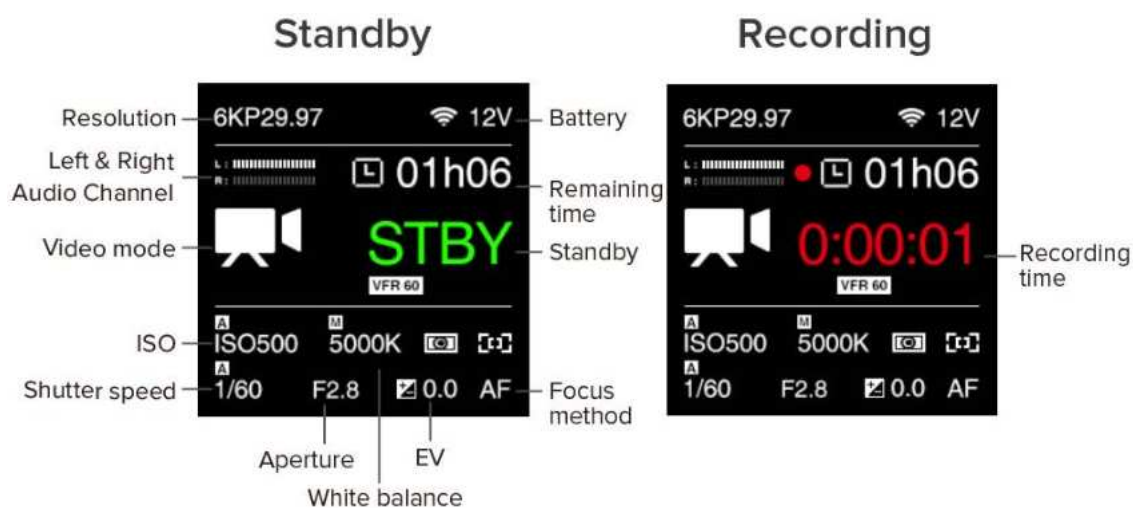 Standby Recording
Resolution 6KP29.97 12V Battery 6KP29.97 12V
Left & Right L: 01h06 L: 01h06
Audio Channel R: Remaining R:
time
Video mode STBY Standby 0:00:01 Recording
time
VFR 60 VFR 60
A M A M
ISO ISO500 5000K ISO500 5000K
A A
Shutter speed 1/60 F2.8 0.0 AF Focus 1/60 F2.8 0.0 AF
method
Aperture EV
White balance